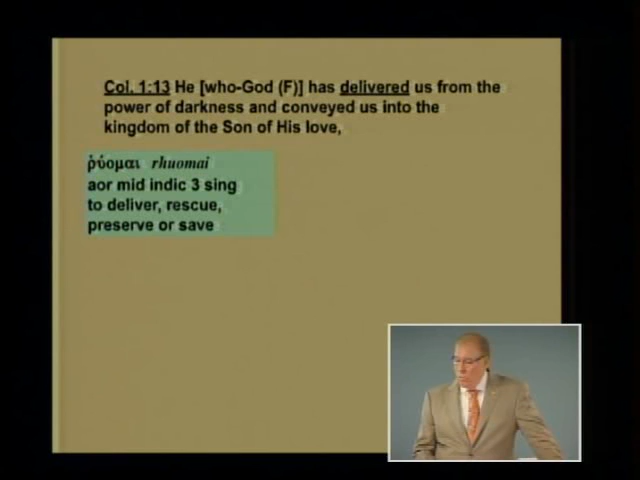 Col. 1:13 He [who-God (F)] has delivered us from the
power of darkness and conveyed us into the
kingdom of the Son of His love,
ῥύομαι rhuomai
aor mid indic 3 sing
to deliver, rescue,
preserve or save